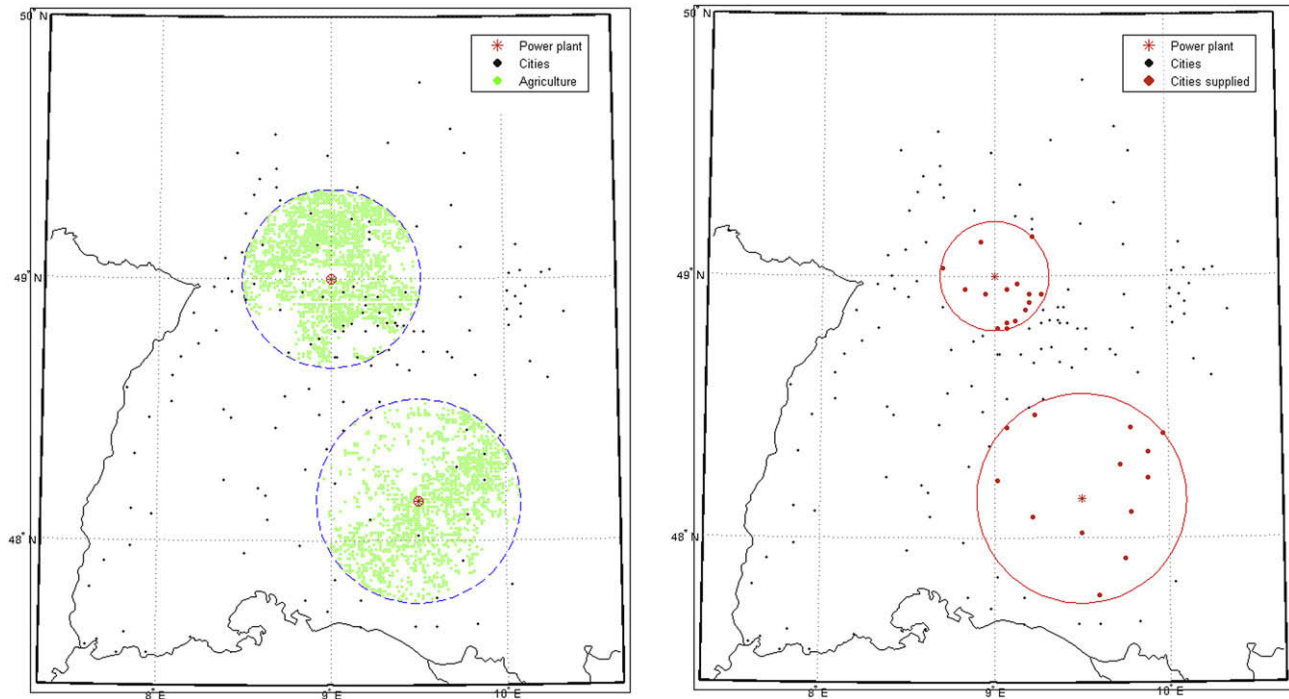 50° N
Power plant
Cities
Agriculture
49° N
48° N
8° E
9° E
10° E
50° N
Power plant
Cities
Cities supplied
49° N
48° N
8° E
9° E
10° E